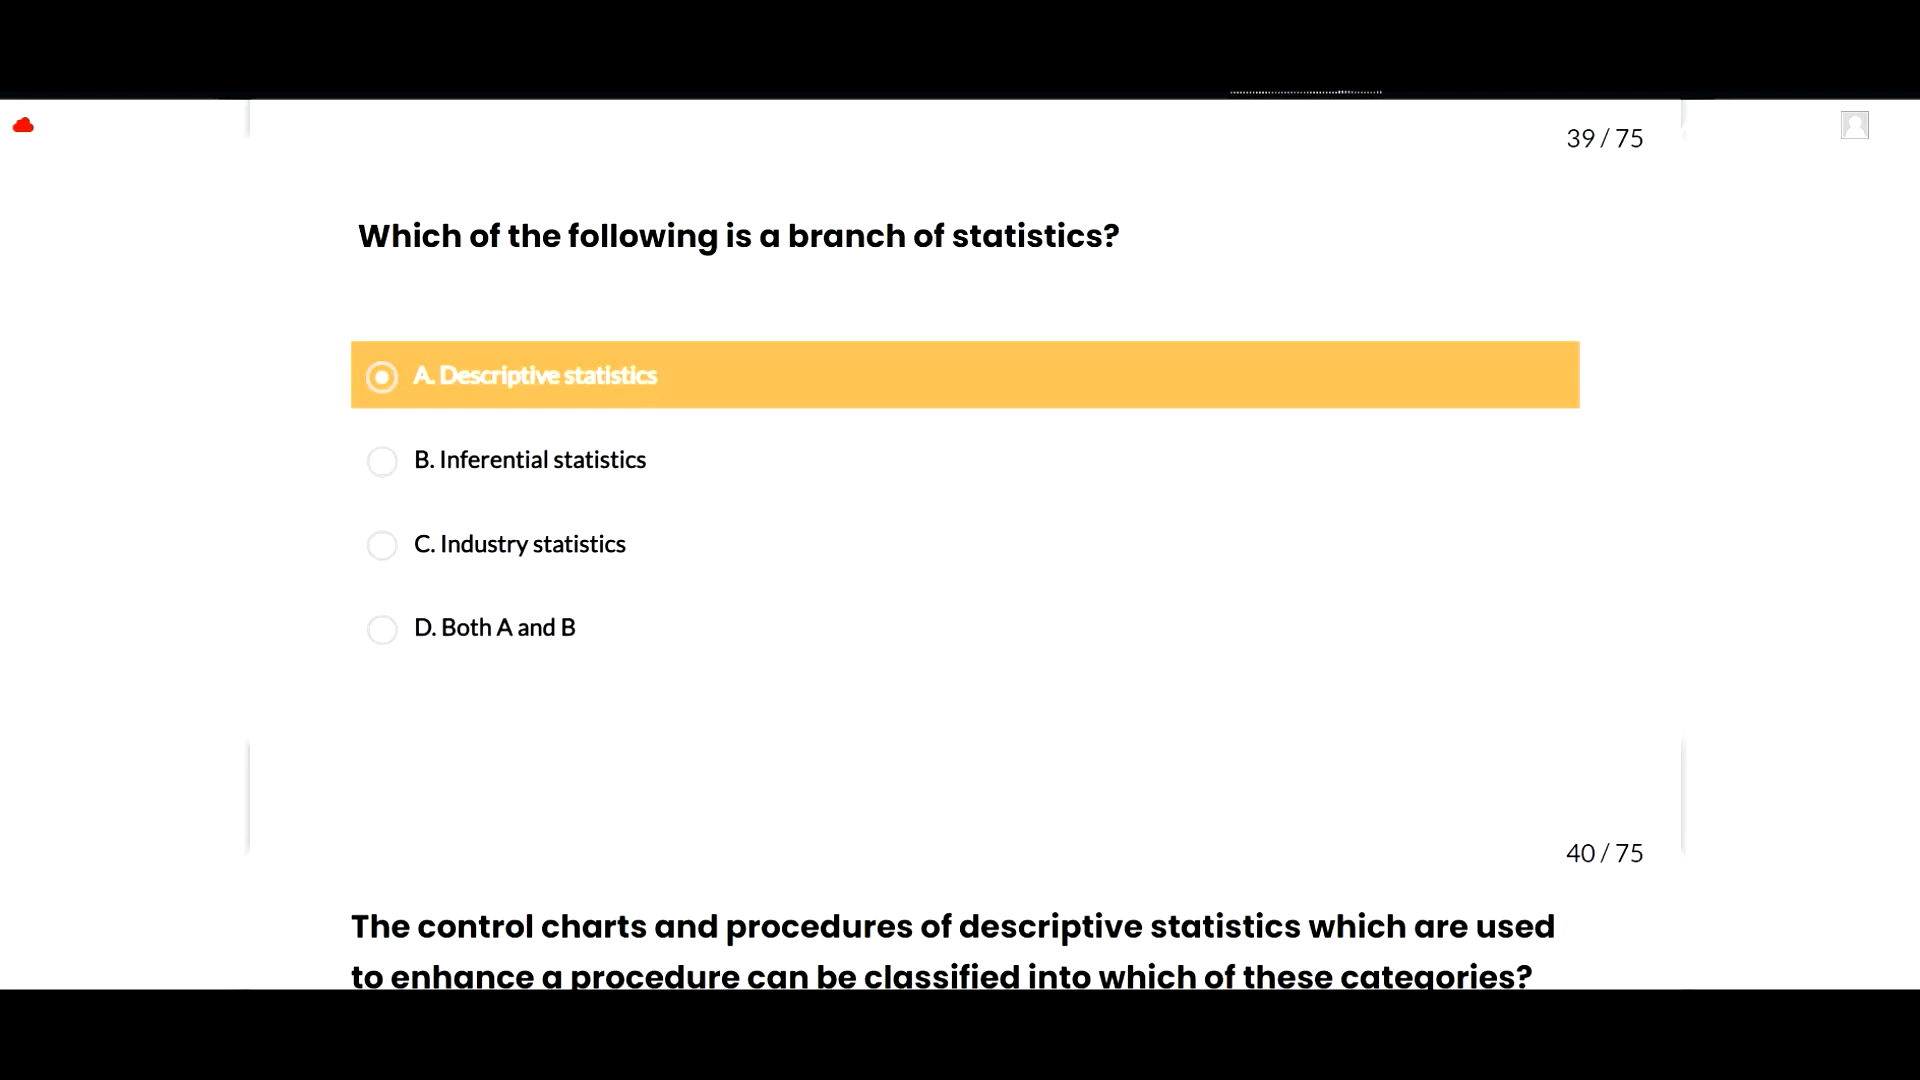 39 / 75
Which of the following is a branch of statistics?
A. Descriptive statistics
B. Inferential statistics
C. Industry statistics
D. Both A and B
40 / 75
The control charts and procedures of descriptive statistics which are used
to enhance a procedure can be classified into which of these categories?